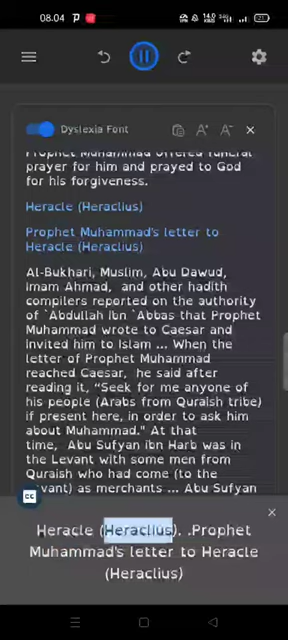 08.04
14.0
21
Dyslexia Font
A+
A-
Prophet Muhammad offered funeral
prayer for him and prayed to God
for his forgiveness.
Heracle (Heraclius)
Prophet Muhammad's letter to
Heracle (Heraclius)
Al-Bukhari, Muslim, Abu Dawud,
Imam Ahmad, and other hadith
compilers reported on the authority
of `Abdullah Ibn `Abbas that Prophet
Muhammad wrote to Caesar and
invited him to Islam ... When the
letter of Prophet Muhammad
reached Caesar, he said after
reading it, “Seek for me anyone of
his people (Arabs from Quraish tribe)
if present here, in order to ask him
about Muhammad." At that
time, Abu Sufyan ibn Harb was in
the Levant with some men from
Quraish who had come (to the
Levant) as merchants ... Abu Sufyan
CC
Heracle (Heraclius). .Prophet
Muhammad's letter to Heracle
(Heraclius)